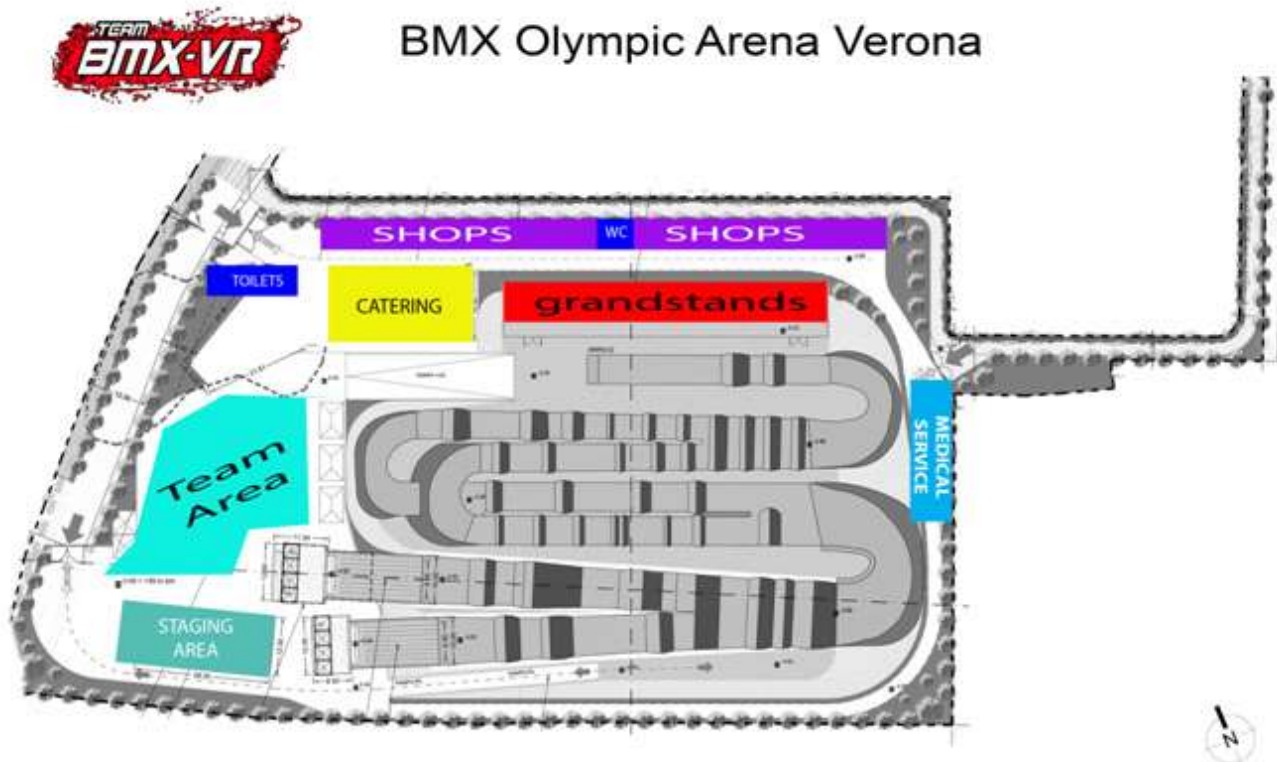 TEAM
BMX-VR
BMX Olympic Arena Verona
SHOPS
WC
SHOPS
TOILETS
CATERING
grandstands
MEDICAL
SERVICE
Team
Area
STAGING
AREA
N